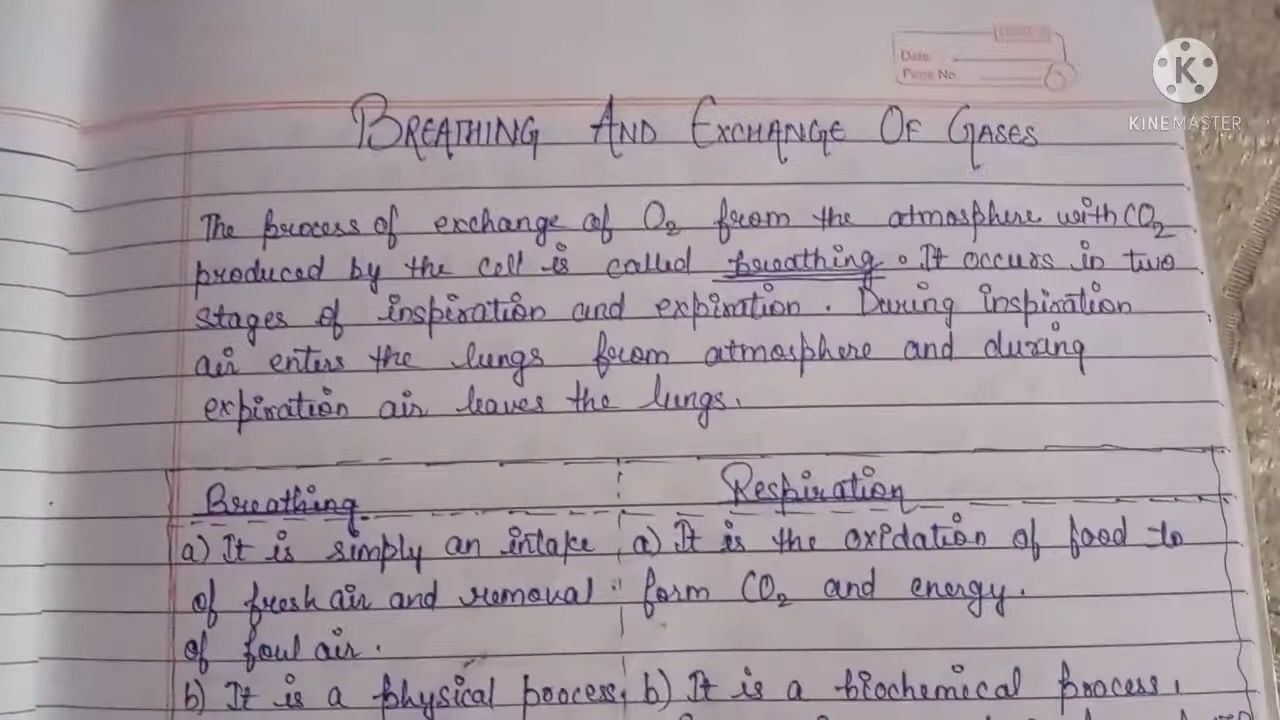 Date
Page No. 6
K
KINEMASTER
BREATHING AND EXCHANGE OF GASES
The process of exchange of O₂ from the atmosphere with CO₂
produced by the cell is called breathing. It occurs in two
stages of inspiration and expiration. During inspiration
air enters the lungs from atmosphere and during
expiration air leaves the lungs.
Breathing
a) It is simply an intake
of fresh air and removal
of foul air.
b) It is a physical process,
Respiration
a) It is the oxidation of food to
form CO₂ and energy.
b) It is a biochemical process,